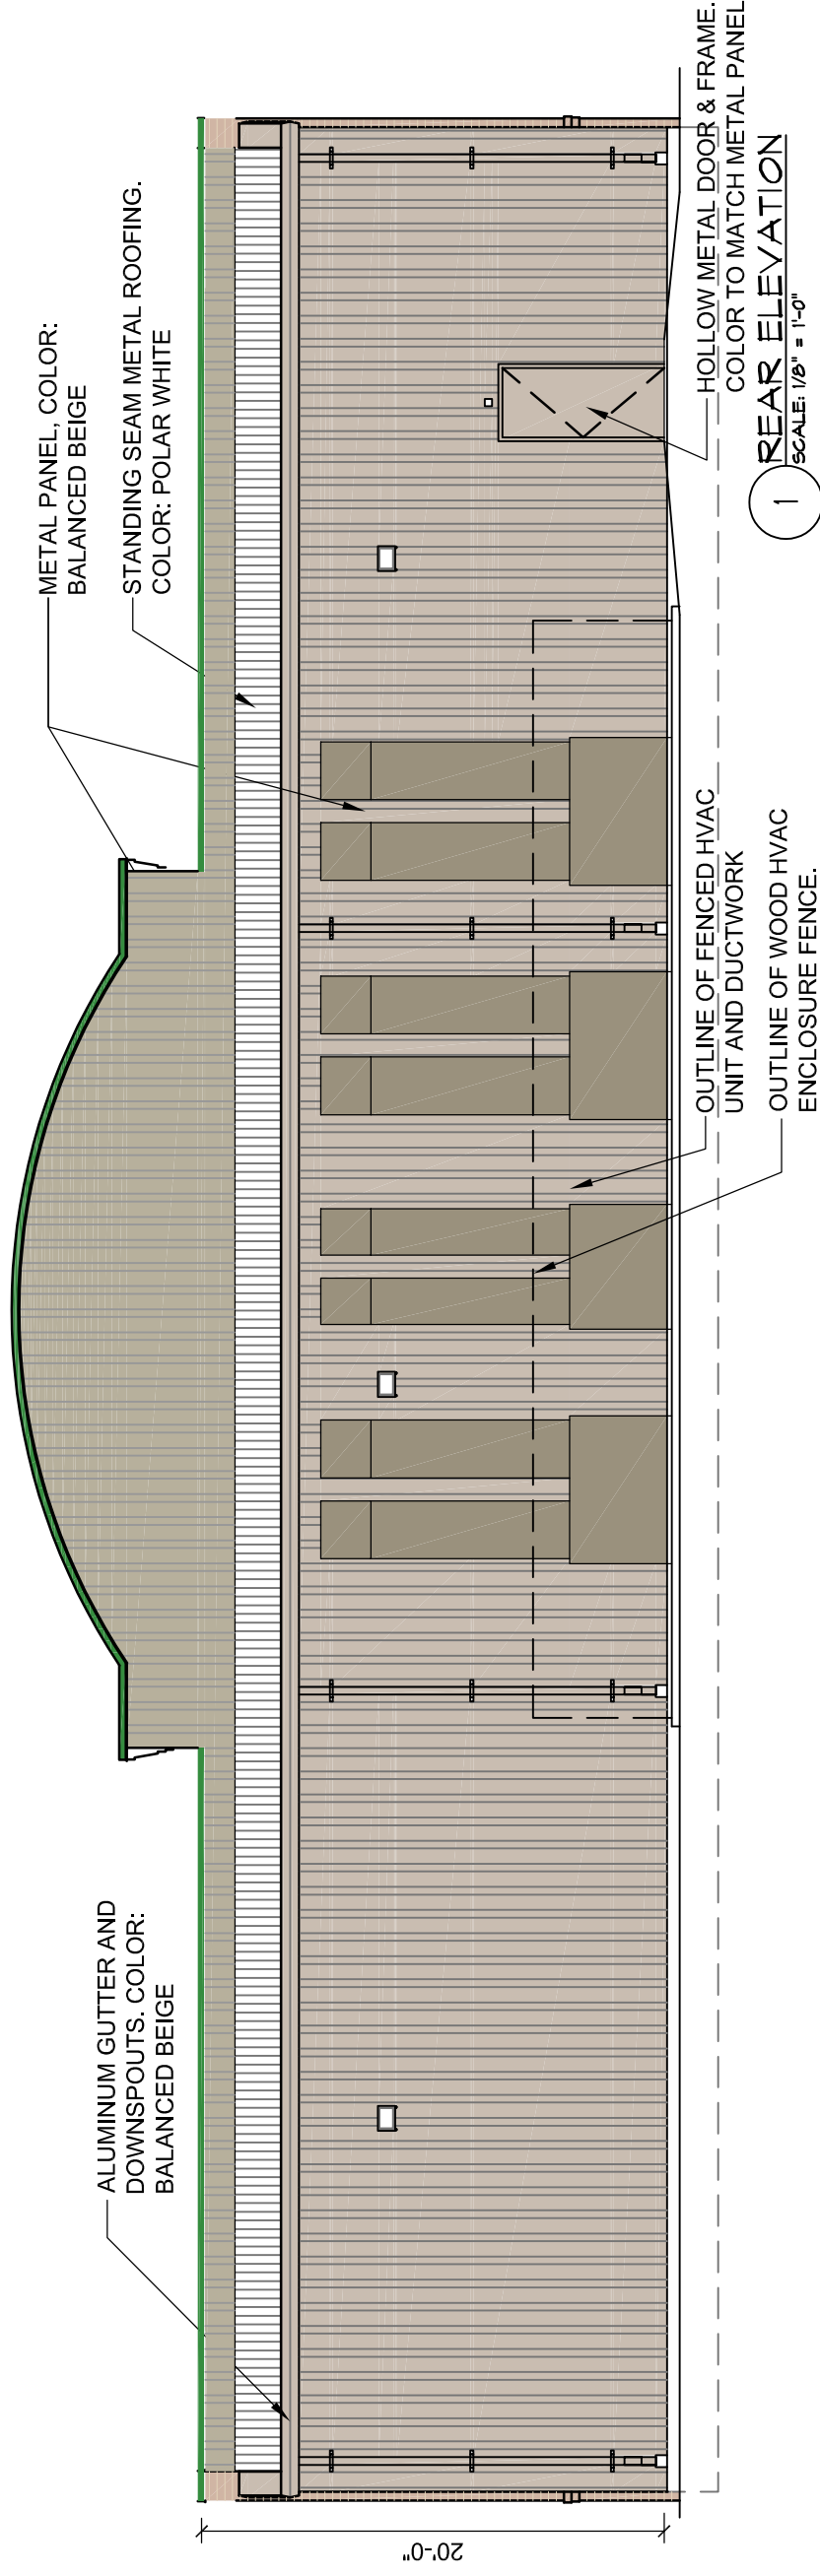 ALUMINUM GUTTER AND
DOWNSPOUTS. COLOR:
BALANCED BEIGE
METAL PANEL, COLOR:
BALANCED BEIGE
STANDING SEAM METAL ROOFING.
COLOR: POLAR WHITE
20'-0"
OUTLINE OF FENCED HVAC
UNIT AND DUCTWORK
OUTLINE OF WOOD HVAC
ENCLOSURE FENCE.
HOLLOW METAL DOOR & FRAME.
COLOR TO MATCH METAL PANEL
1
REAR ELEVATION
SCALE: 1/8" = 1'-0"